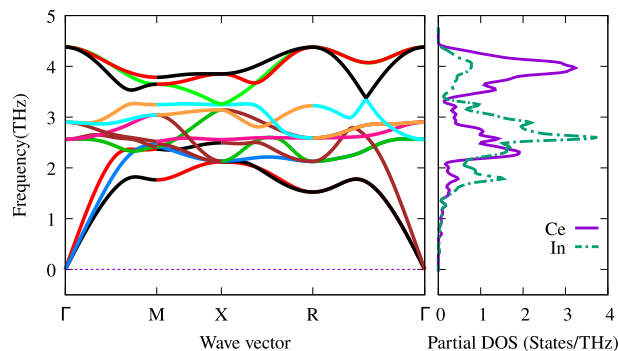 5
4
3
2
1
0
Frequency(THz)
Γ M X R Γ
Wave vector
Ce
In
0 1 2 3 4
Partial DOS (States/THz)